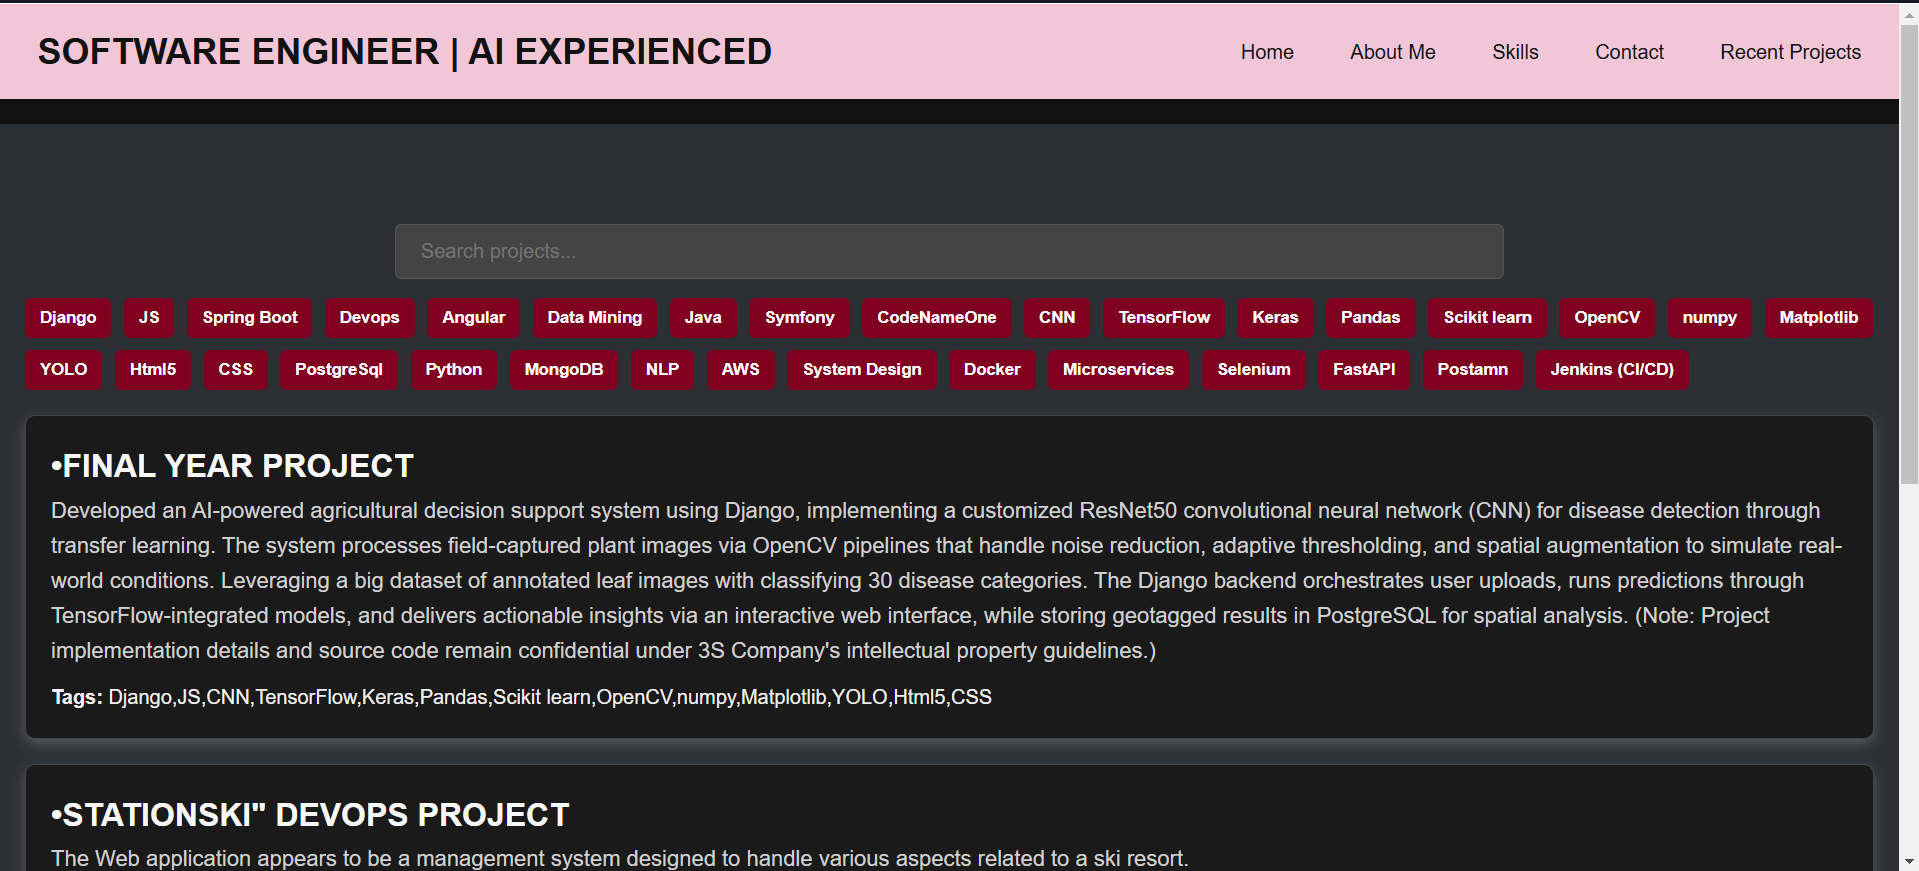 SOFTWARE ENGINEER | AI EXPERIENCED
Home About Me Skills Contact Recent Projects
Search projects...
Django JS Spring Boot Devops Angular Data Mining Java Symfony CodeNameOne CNN TensorFlow Keras Pandas Scikit learn OpenCV numpy Matplotlib
YOLO Html5 CSS PostgreSql Python MongoDB NLP AWS System Design Docker Microservices Selenium FastAPI Postamn Jenkins (CI/CD)
•FINAL YEAR PROJECT
Developed an AI-powered agricultural decision support system using Django, implementing a customized ResNet50 convolutional neural network (CNN) for disease detection through
transfer learning. The system processes field-captured plant images via OpenCV pipelines that handle noise reduction, adaptive thresholding, and spatial augmentation to simulate real-
world conditions. Leveraging a big dataset of annotated leaf images with classifying 30 disease categories. The Django backend orchestrates user uploads, runs predictions through
TensorFlow-integrated models, and delivers actionable insights via an interactive web interface, while storing geotagged results in PostgreSQL for spatial analysis. (Note: Project
implementation details and source code remain confidential under 3S Company's intellectual property guidelines.)
Tags: Django,JS,CNN,TensorFlow,Keras,Pandas,Scikit learn,OpenCV,numpy,Matplotlib,YOLO,Html5,CSS
•STATIONSKI" DEVOPS PROJECT
The Web application appears to be a management system designed to handle various aspects related to a ski resort.